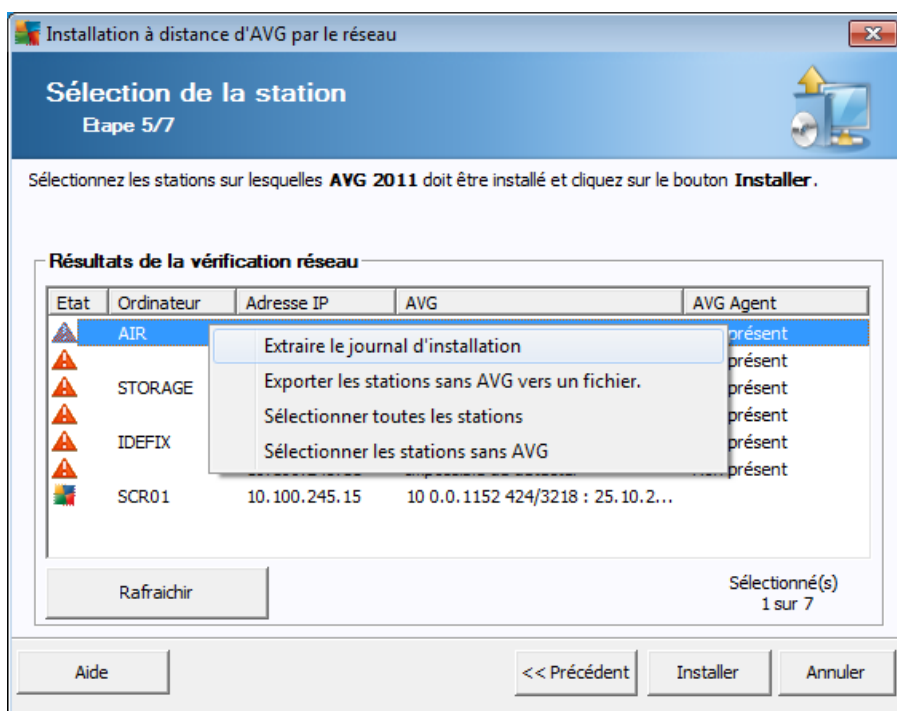 Installation à distance d'AVG par le réseau
Sélection de la station
Etape 5/7
Sélectionnez les stations sur lesquelles AVG 2011 doit être installé et cliquez sur le bouton Installer.
Résultats de la vérification réseau
Etat Ordinateur Adresse IP AVG AVG Agent
AIR présent
Extraire le journal d'installation
présent
Exporter les stations sans AVG vers un fichier.
STORAGE présent
Sélectionner toutes les stations
présent
IDEFIX présent
Sélectionner les stations sans AVG
présent
SCR01 10.100.245.15 10 0.0.1152 424/3218 : 25.10.2...
Rafraichir
Sélectionné(s)
1 sur 7
Aide << Précédent Installer Annuler